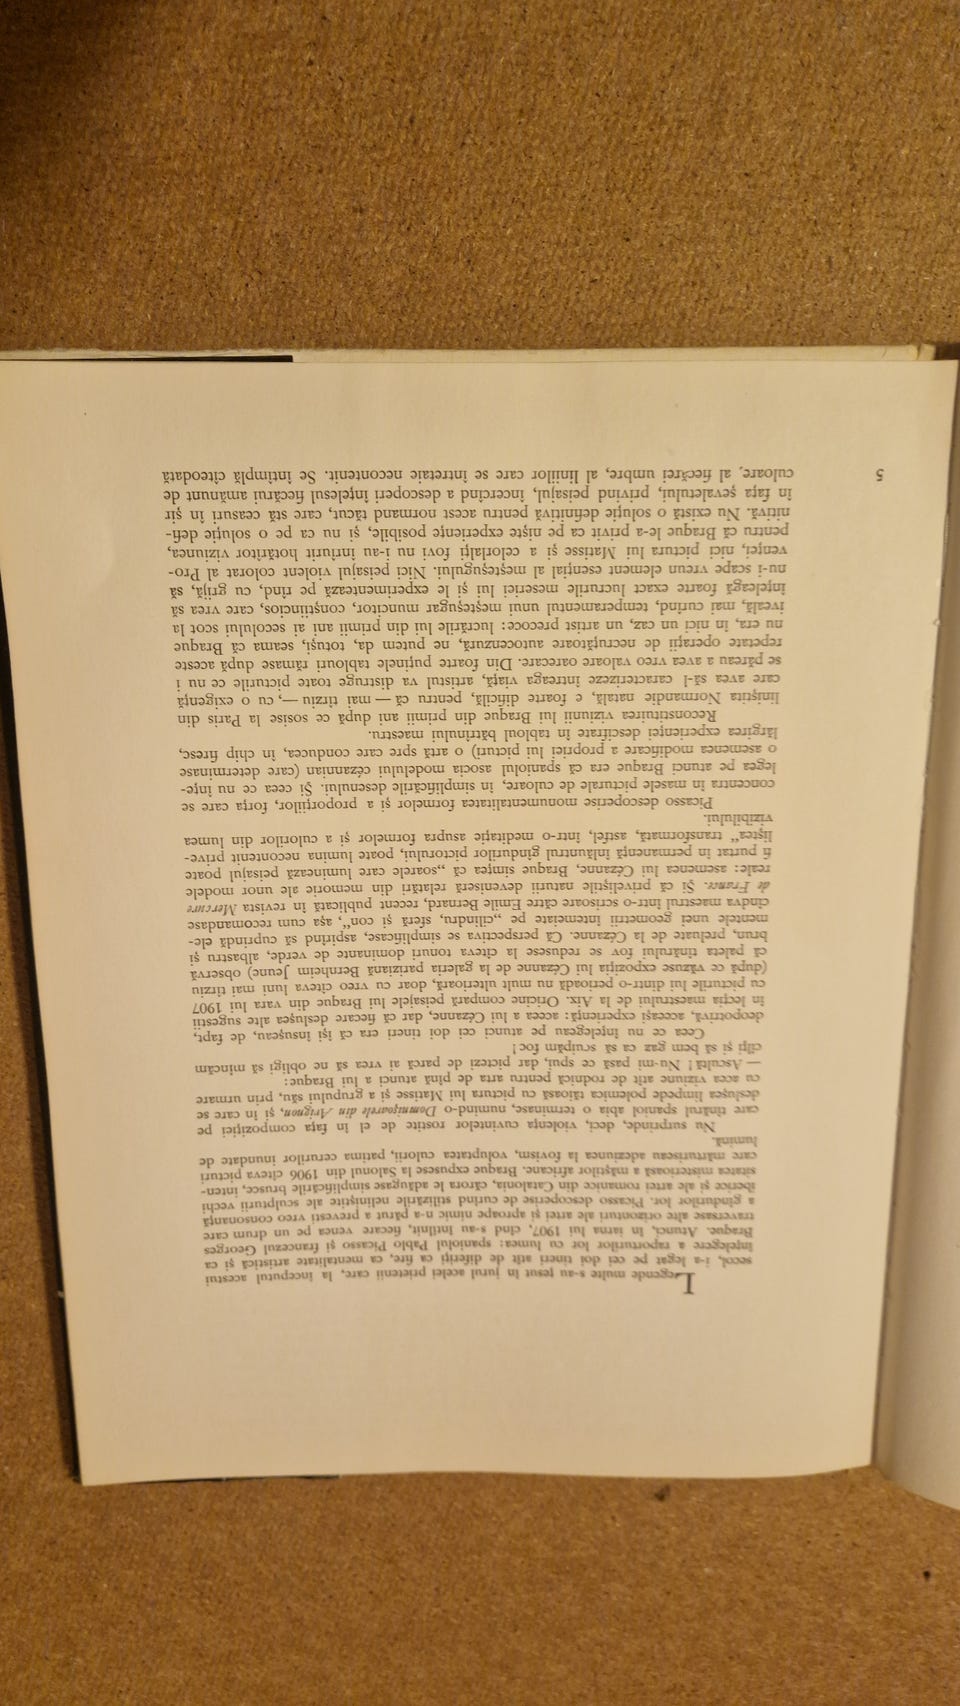 Legende multe s-au țesut în jurul acelei prietenii care, la începutul acestui
secol, i-a legat pe cei doi tineri atît de diferiți ca fire, ca mentalitate artistică și ca
înțelegere a raporturilor lor cu lumea: spaniolul Pablo Picasso și francezul Georges
Braque. Atunci, în iarna lui 1907, cînd s-au întîlnit, fiecare venea pe un drum care
traversase alte orizonturi ale artei și aproape nimic n-a părut a prevesti vreo consonanță
a gîndurilor lor. Picasso descoperise de curînd stilizările neliniștite ale sculpturii vechi
iberice și ale artei romanice din Catalonia, cărora le adăugase simplificările brusce, inten-
sitatea misterioasă a măștilor africane. Braque expusese la Salonul din 1906 cîteva picturi
care mărturiseau adeziunea la fovism, voluptatea culorii, patima cerurilor inundate de
lumină.
Nu surprinde, deci, violența cuvintelor rostite de el în fața compoziției pe
care tînărul spaniol abia o terminase, numind-o Domnișoarele din Avignon, și în care se
deslușea limpede polemica tăioasă cu pictura lui Matisse și a grupului său, prin urmare
cu acea viziune atît de rodnică pentru arta de pînă atunci a lui Braque:
— Ascultă! Nu-mi pasă ce spui, dar pictezi de parcă ai vrea să ne obligi să mîncăm
cîlți și să bem gaz ca să scuipăm foc!
Ceea ce nu înțelegeau pe atunci cei doi tineri era că își însușeau, de fapt,
deopotrivă, aceeași experiență: aceea a lui Cézanne, dar că fiecare deslușea alte sugestii
în lecția maestrului de la Aix. Oricine compară peisajele lui Braque din vara lui 1907
cu picturile lui dintr-o perioadă nu mult ulterioară, doar cu vreo cîteva luni mai tîrziu
(după ce văzuse expoziția lui Cézanne de la galeria pariziană Bernheim Jeune) observă
că paleta tînărului fov se redusese la cîteva tonuri dominante de verde, albastru și
brun, preluate de la Cézanne. Că perspectiva se simplificase, aspirînd să cuprindă ele-
mentele unei geometrii întemeiate pe „cilindru, sferă și con“, așa cum recomandase
cîndva maestrul într-o scrisoare către Emile Bernard, recent publicată în revista Mercure
de France. Și că priveliștile naturii deveniseră relatări din memorie ale unor modele
reale: asemenea lui Cézanne, Braque simțea că „soarele care luminează peisajul poate
fi purtat în permanență înlăuntrul gîndurilor pictorului, poate lumina necontenit prive-
liștea“ transformată, astfel, într-o meditație asupra formelor și a culorilor din lumea
vizibilului.
Picasso descoperise monumentalitatea formelor și a proporțiilor, forța care se
concentra în masele picturale de culoare, în simplificările desenului. Și ceea ce nu înțe-
legea pe atunci Braque era că spaniolul asocia modelului cézannian (care determinase
o asemenea modificare a propriei lui picturi) o artă spre care conducea, în chip firesc,
lărgirea experienței descifrate în tabloul bătrînului maestru.
Reconstituirea viziunii lui Braque din primii ani după ce sosise la Paris din
liniștita Normandie natală, e foarte dificilă, pentru că — mai tîrziu —, cu o exigență
care avea să-l caracterizeze întreaga viață, artistul va distruge toate picturile ce nu i
se păreau a avea vreo valoare oarecare. Din foarte puținele tablouri rămase după aceste
repetate operații de necruțătoare autocenzură, ne putem da, totuși, seama că Braque
nu era, în nici un caz, un artist precoce: lucrările lui din primii ani ai secolului scot la
iveală, mai curînd, temperamentul unui meșteșugar muncitor, conștiincios, care vrea să
înțeleagă foarte exact lucrurile meseriei lui și le experimentează pe rînd, cu grijă, să
nu-i scape vreun element esențial al meșteșugului. Nici peisajul violent colorat al Pro-
venței, nici pictura lui Matisse și a celorlalți fovi nu i-au înrîurit hotărîtor viziunea,
pentru că Braque le-a privit ca pe niște experiențe posibile, și nu ca pe o soluție defi-
nitivă. Nu există o soluție definitivă pentru acest normand tăcut, care stă ceasuri în șir
în fața șevaletului, privind peisajul, încercînd a descoperi înțelesul fiecărui amănunt de
culoare, al fiecărei umbre, al liniilor care se întretaie necontenit. Se întîmplă cîteodată
5